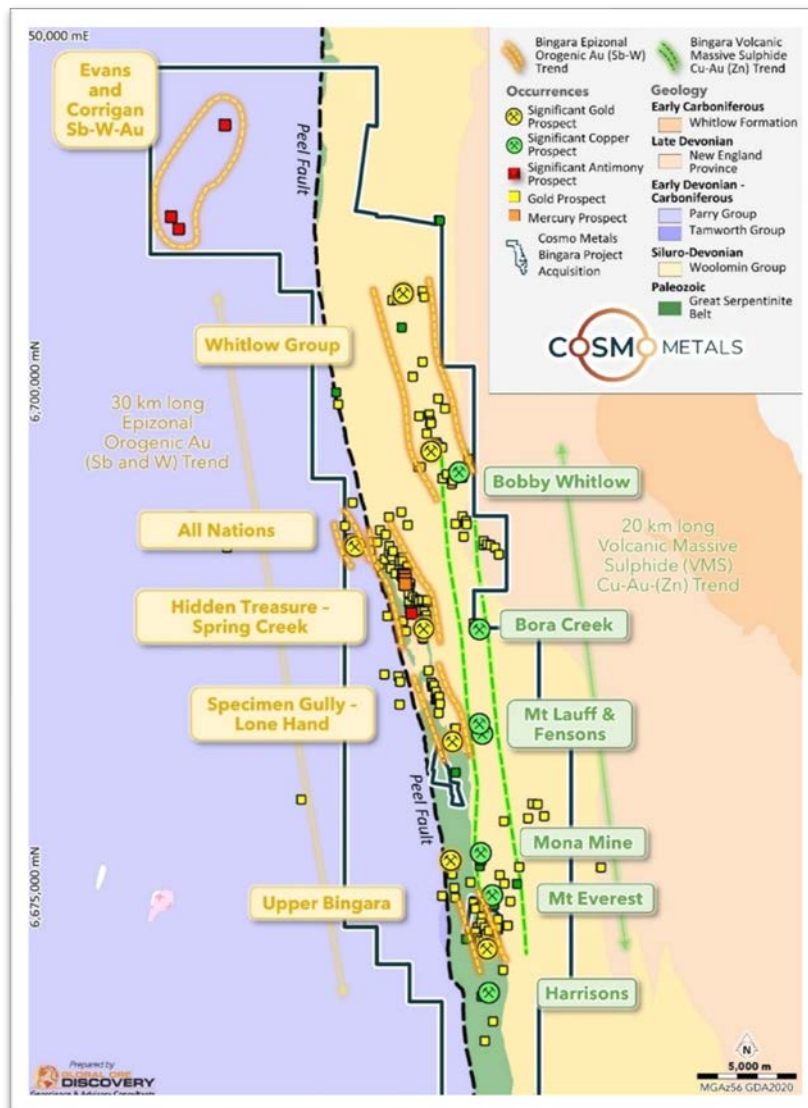 50,000 mE
Evans
and
Corrigan
Sb-W-Au
Peel Fault
Bingara Epizonal
Orogenic Au (Sb-W)
Trend
Bingara Volcanic
Massive Sulphide
Cu-Au (Zn) Trend
Occurrences
Significant Gold
Prospect
Significant Copper
Prospect
Significant Antimony
Prospect
Gold Prospect
Mercury Prospect
Cosmo Metals
Bingara Project
Acquisition
Geology
Early Carboniferous
Whitlow Formation
Late Devonian
New England
Province
Early Devonian -
Carboniferous
Parry Group
Tamworth Group
Siluro-Devonian
Woolomin Group
Paleozoic
Great Serpentinite
Belt
COSMO METALS
Whitlow Group
6,700,000 mN
30 km long
Epizonal
Orogenic Au
(Sb and W) Trend
Bobby Whitlow
20 km long
Volcanic Massive
Sulphide (VMS)
Cu-Au-(Zn) Trend
All Nations
Hidden Treasure –
Spring Creek
Bora Creek
Specimen Gully –
Lone Hand
Mt Lauff &
Fensons
Peel Fault
Mona Mine
6,675,000 mN
Upper Bingara
Mt Everest
Harrisons
N
5,000 m
MGAz56 GDA2020
Prepared by
GLOBAL ORE
DISCOVERY
Geoscience & Advisory Consultants